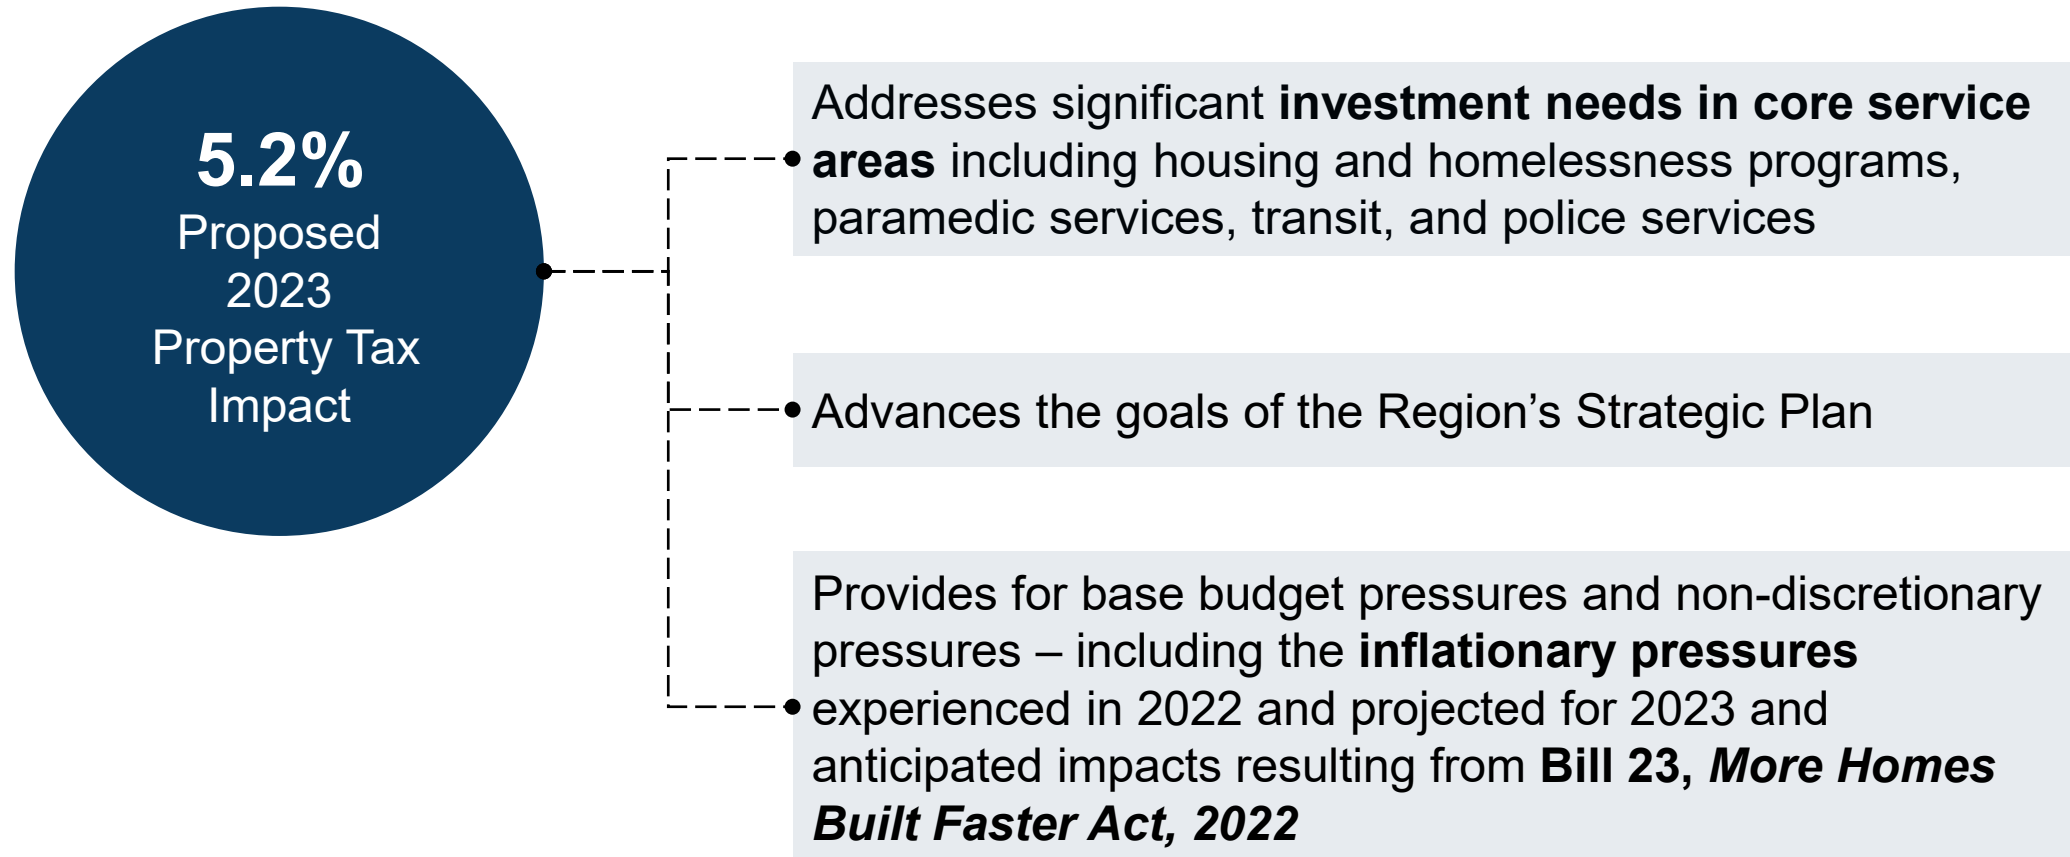 5.2%
Proposed
2023
Property Tax
Impact
Addresses significant investment needs in core service
areas including housing and homelessness programs,
paramedic services, transit, and police services
Advances the goals of the Region’s Strategic Plan
Provides for base budget pressures and non-discretionary
pressures – including the inflationary pressures
experienced in 2022 and projected for 2023 and
anticipated impacts resulting from Bill 23, More Homes
Built Faster Act, 2022